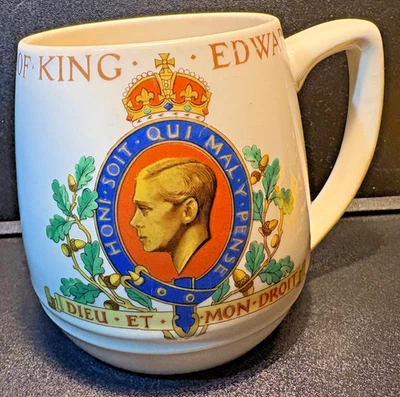 OF · KING · EDWA
HONI · SOIT · QUI · MAL · Y · PENSE
DIEU · ET · MON · DROIT